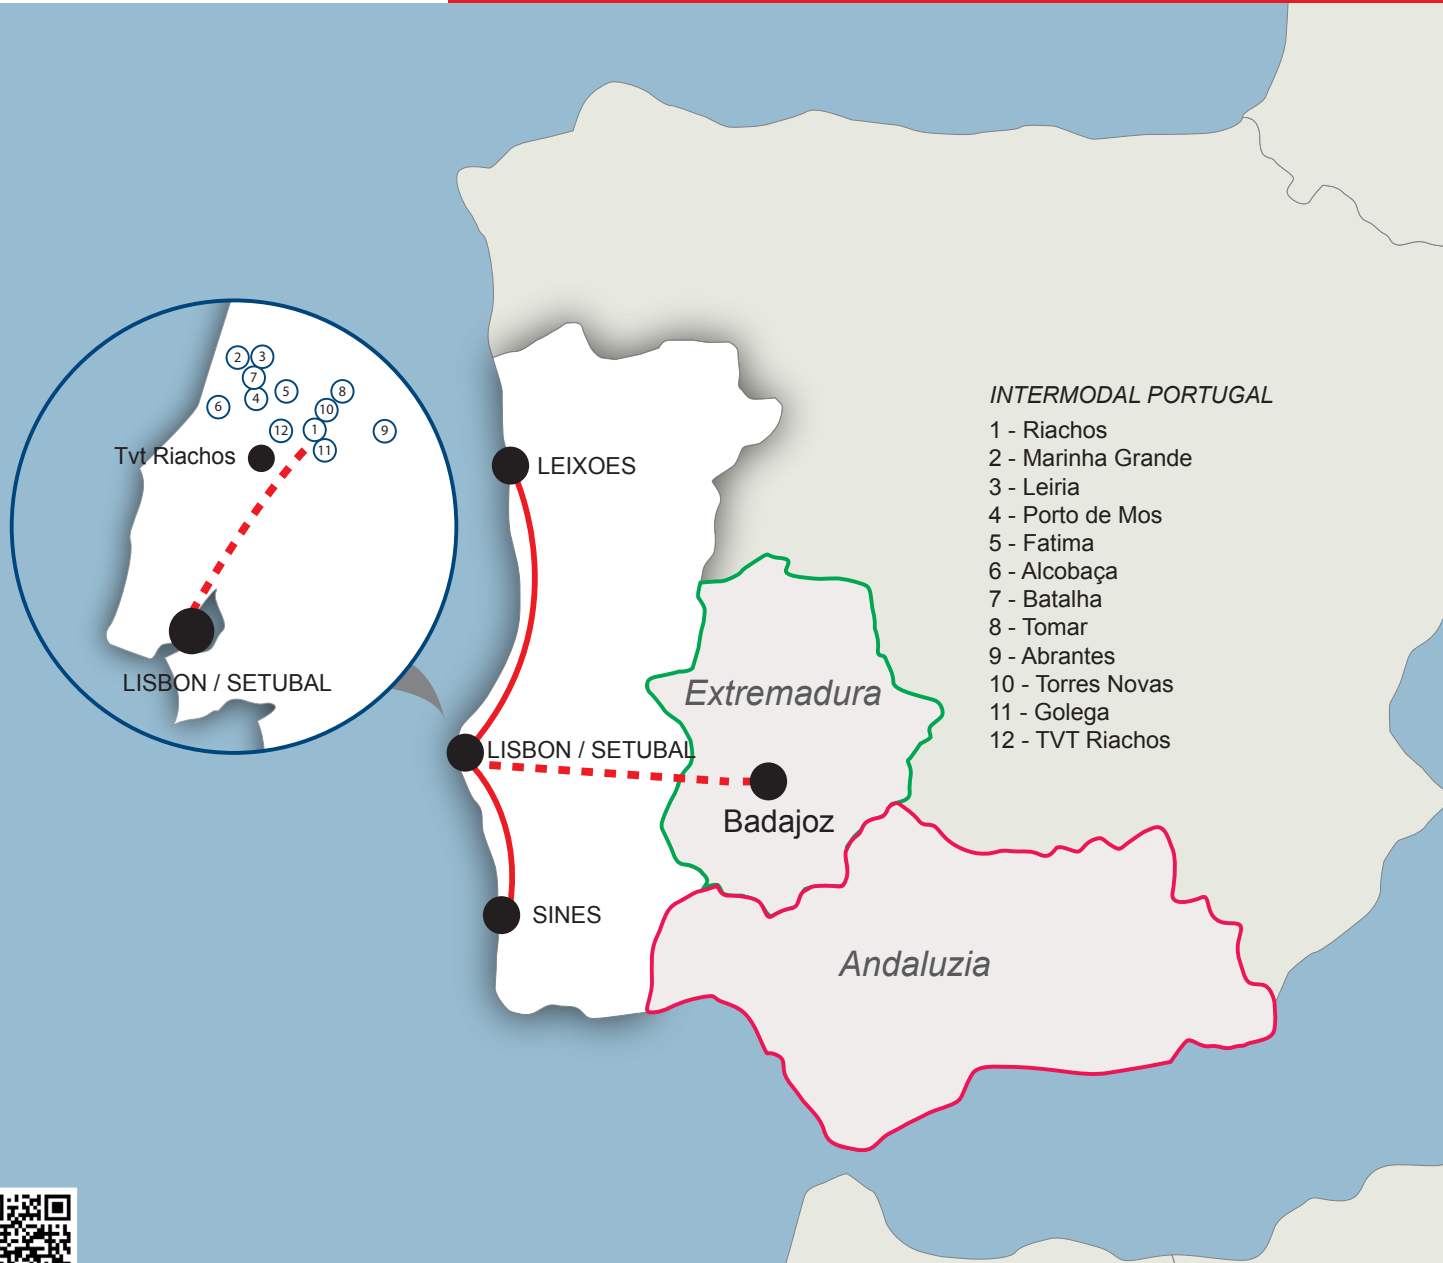 INTERMODAL PORTUGAL
1 - Riachos
2 - Marinha Grande
3 - Leiria
4 - Porto de Mos
5 - Fatima
6 - Alcobaça
7 - Batalha
8 - Tomar
9 - Abrantes
10 - Torres Novas
11 - Golega
12 - TVT Riachos
2
3
7
4
5
8
6
10
12
1
9
11
Tvt Riachos
LISBON / SETUBAL
LEIXOES
Extremadura
LISBON / SETUBAL
Badajoz
SINES
Andaluzia